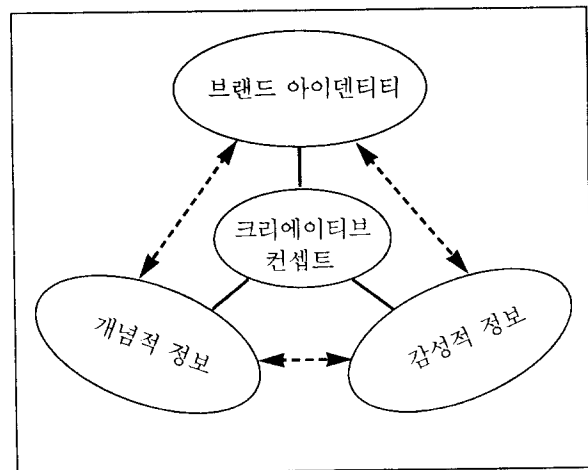 브랜드 아이덴티티
크리에이티브
컨셉트
개념적 정보
감성적 정보